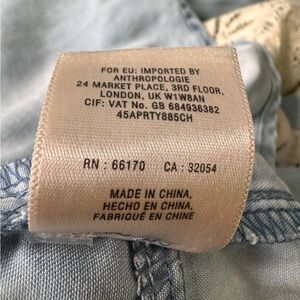 FOR EU: IMPORTED BY
ANTHROPOLOGIE
24 MARKET PLACE, 3RD FLOOR,
LONDON, UK W1W8AN
CIF: VAT No. GB 684936382
45APRTY885CH
RN : 66170 CA : 32054
MADE IN CHINA,
HECHO EN CHINA,
FABRIQUÉ EN CHINE